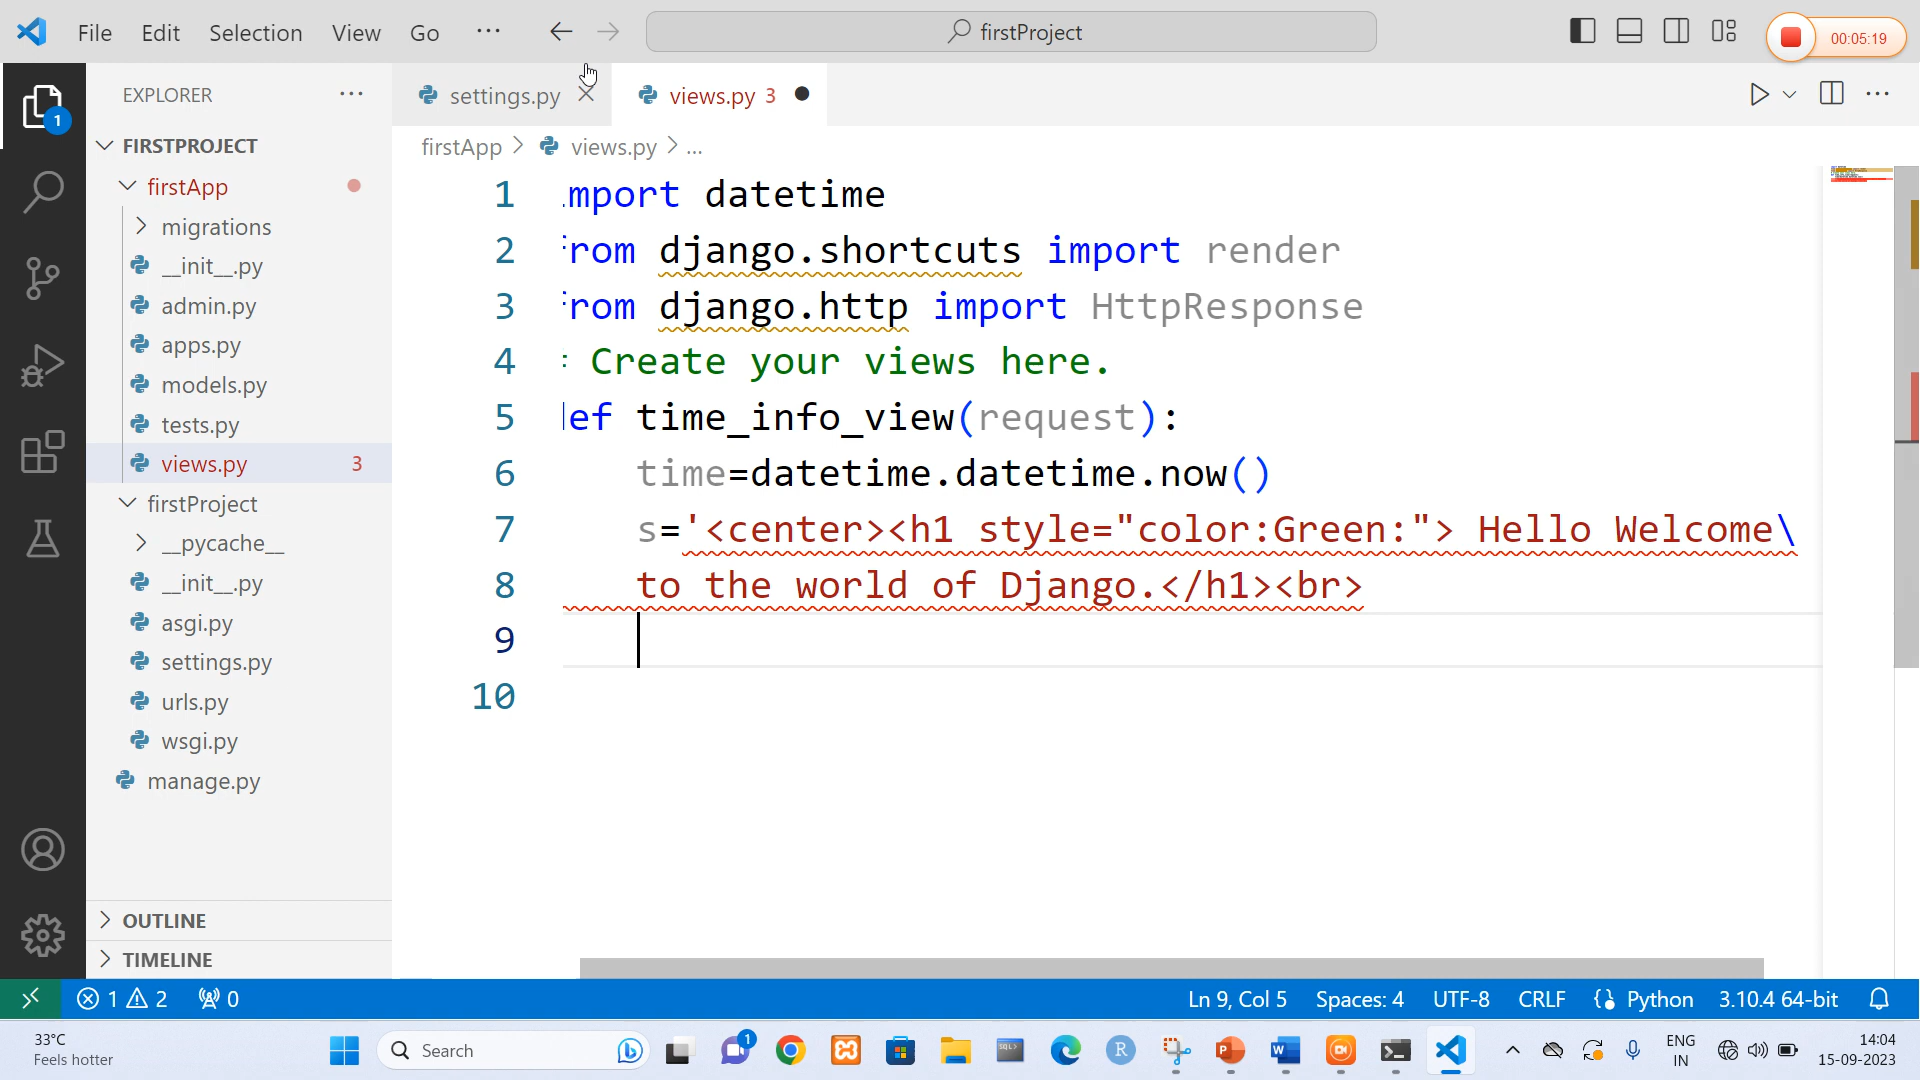 File Edit Selection View Go ··· firstProject 00:05:19
EXPLORER ··· settings.py views.py 3
FIRSTPROJECT
firstApp > views.py > ...
firstApp
migrations
__init__.py
admin.py
apps.py
models.py
tests.py
views.py 3
firstProject
__pycache__
__init__.py
asgi.py
settings.py
urls.py
wsgi.py
manage.py
OUTLINE
TIMELINE
1 mport datetime
2 rom django.shortcuts import render
3 rom django.http import HttpResponse
4 Create your views here.
5 ef time_info_view(request):
6 time=datetime.datetime.now()
7 s='<center><h1 style="color:Green:"> Hello Welcome\
8 to the world of Django.</h1><br>
9
10
1 2 0 Ln 9, Col 5 Spaces: 4 UTF-8 CRLF Python 3.10.4 64-bit
33°C
Feels hotter
Search
1
SQL>
R
P
W
ENG
IN
14:04
15-09-2023